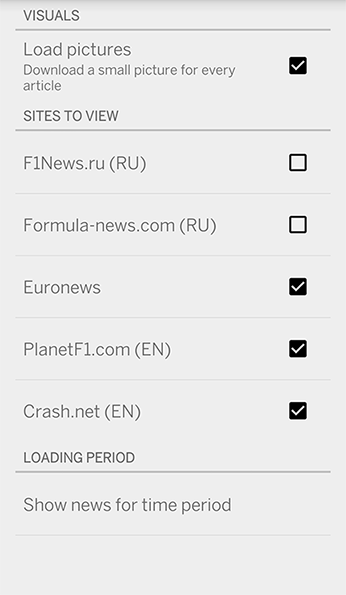 VISUALS
Load pictures
Download a small picture for every
article
SITES TO VIEW
F1News.ru (RU)
Formula-news.com (RU)
Euronews
PlanetF1.com (EN)
Crash.net (EN)
LOADING PERIOD
Show news for time period